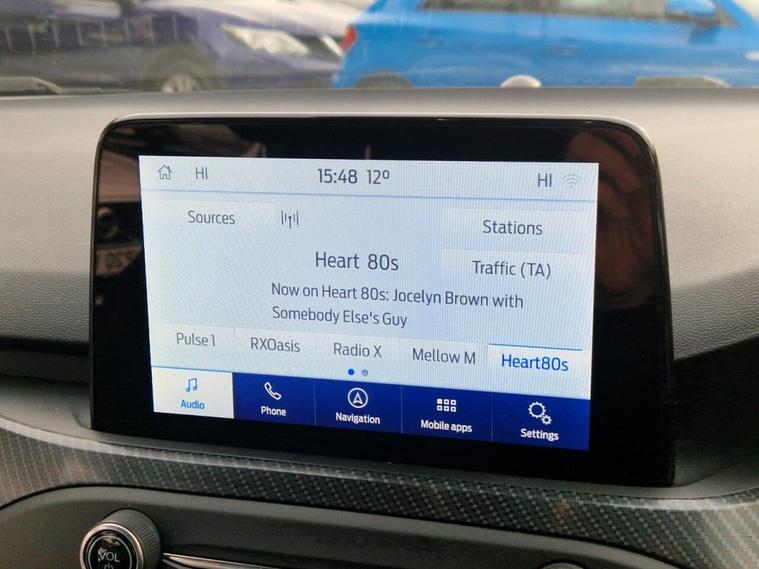 HI 15:48 12° HI
Sources
Stations
Heart 80s
Traffic (TA)
Now on Heart 80s: Jocelyn Brown with
Somebody Else's Guy
Pulse 1 RXOasis Radio X Mellow M Heart80s
Audio Phone Navigation Mobile apps Settings
VOL